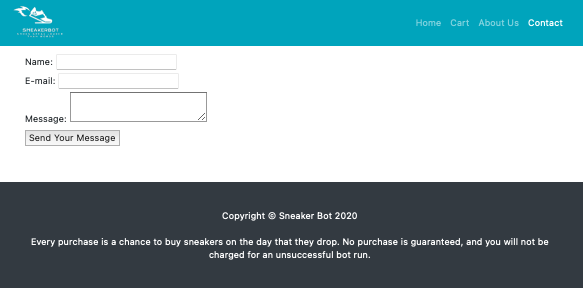 SNEAKERBOT
Home Cart About Us Contact
Name:
E-mail:
Message:
Send Your Message
Copyright © Sneaker Bot 2020
Every purchase is a chance to buy sneakers on the day that they drop. No purchase is guaranteed, and you will not be
charged for an unsuccessful bot run.